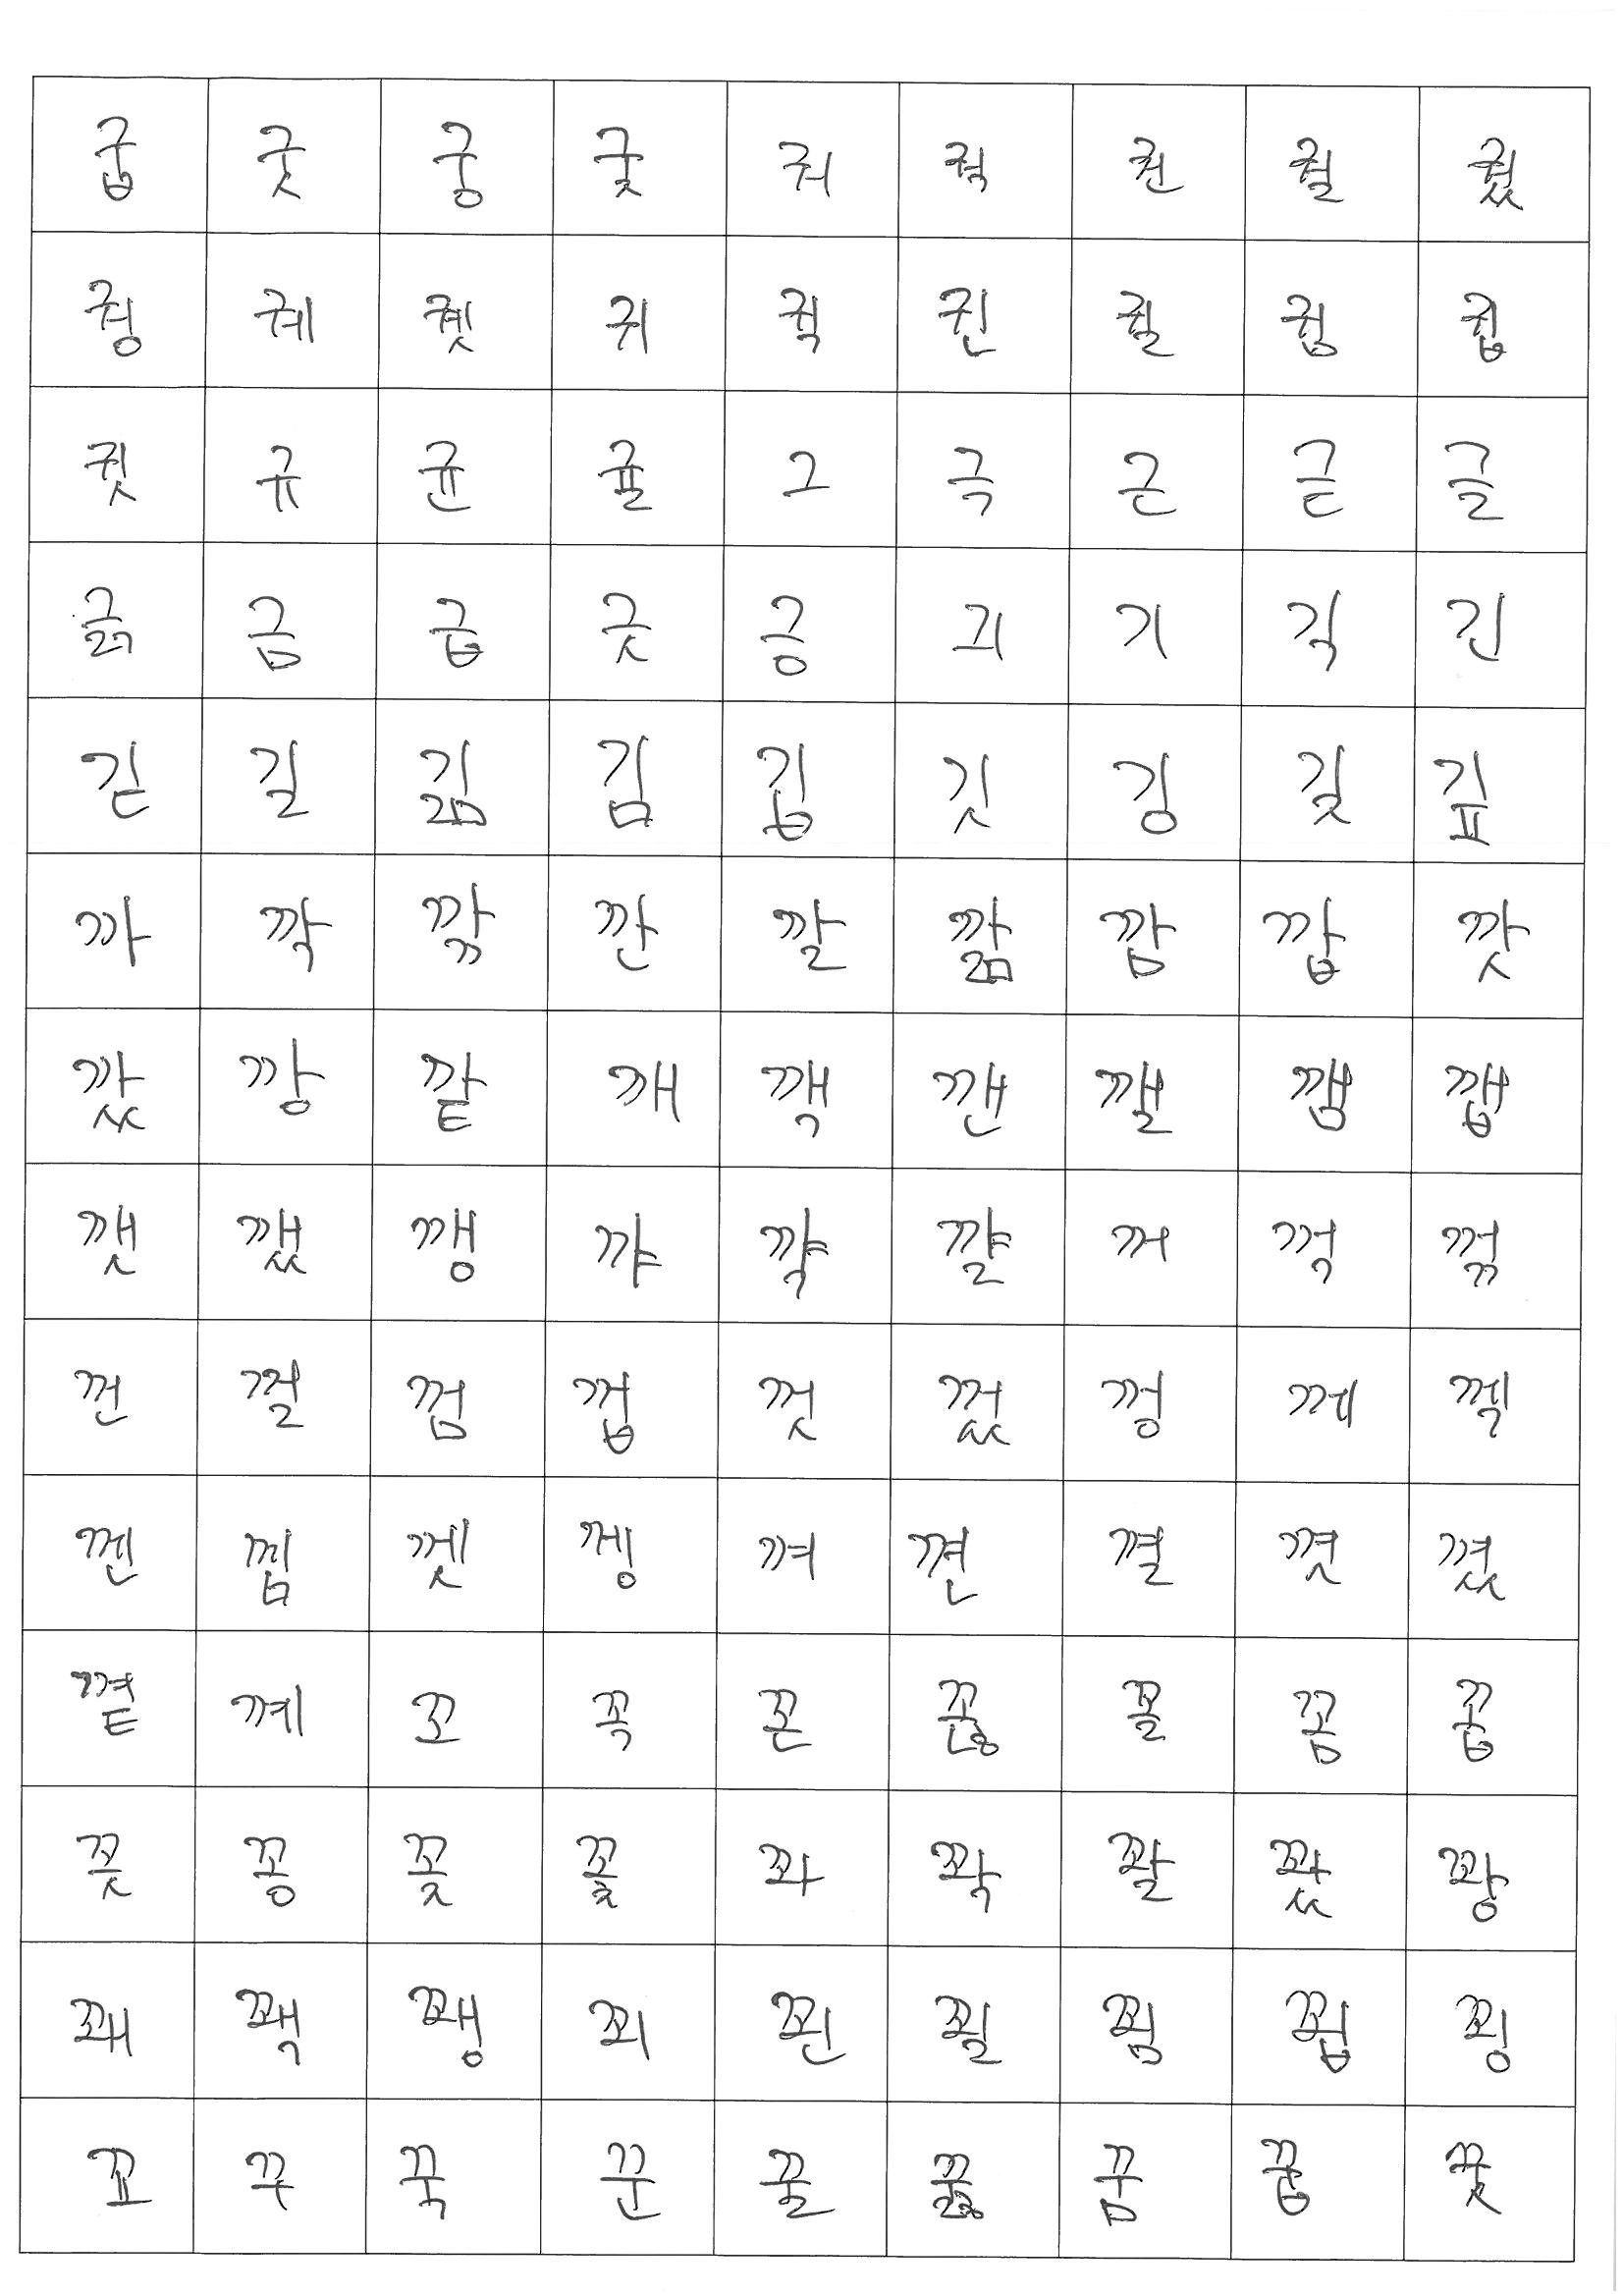 굽 굿 궁 궂 궈 궉 권 궐 궜
궝 궤 궷 귀 귁 귄 귈 귐 귑
귓 규 균 귤 그 극 근 귿 글
긁 금 급 긋 긍 긔 기 긱 긴
긷 길 긺 김 깁 깃 깅 깆 깊
까 깍 깎 깐 깔 깖 깜 깝 깟
깠 깡 깥 깨 깩 깬 깰 깸 깹
깻 깼 깽 꺄 꺅 꺌 꺼 꺽 꺾
껀 껄 껌 껍 껏 껐 껑 께 껙
껜 껨 껫 껭 껴 껸 껼 꼇 꼈
꼍 꼐 꼬 꼭 꼰 꼲 꼴 꼼 꼽
꼿 꽁 꽂 꽃 꽈 꽉 꽐 꽜 꽝
꽤 꽥 꽹 꾀 꾄 꾈 꾐 꾑 꾕
꾜 꾸 꾹 꾼 꿀 꿇 꿈 꿉 꿋